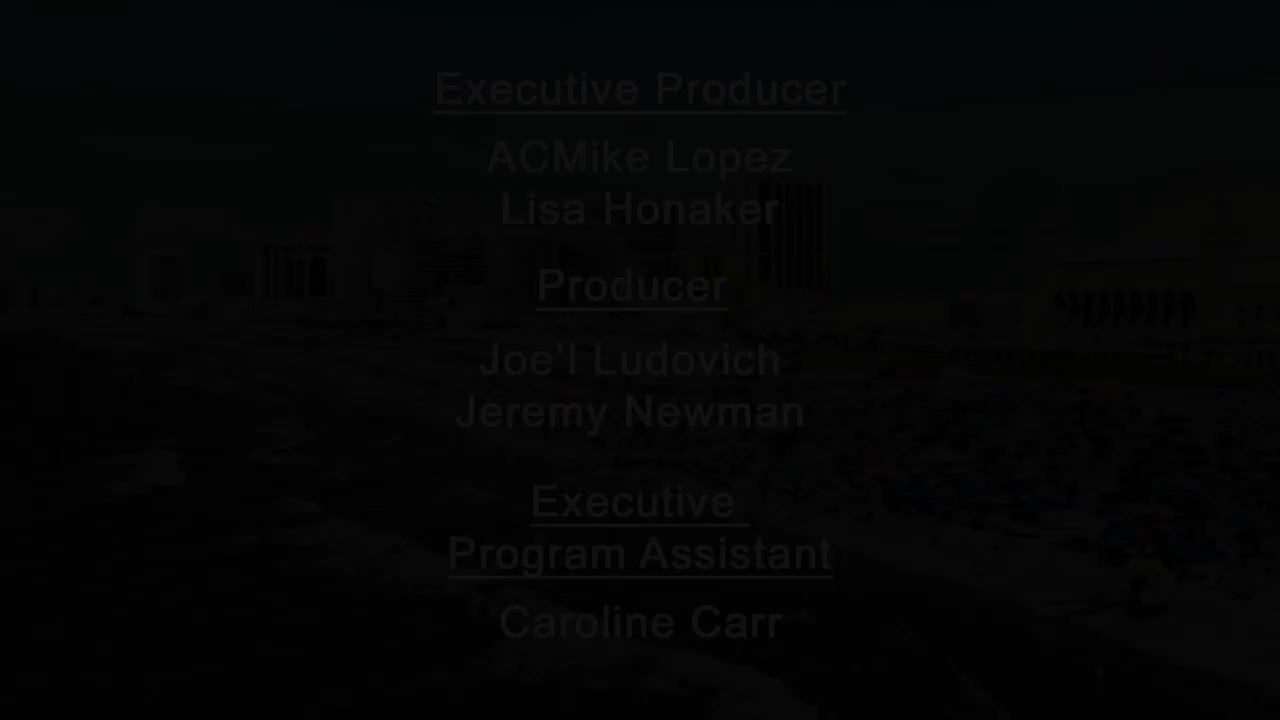 Executive Producer
ACMike Lopez
Lisa Honaker
Producer
Joe'l Ludovich
Jeremy Newman
Executive
Program Assistant
Caroline Carr